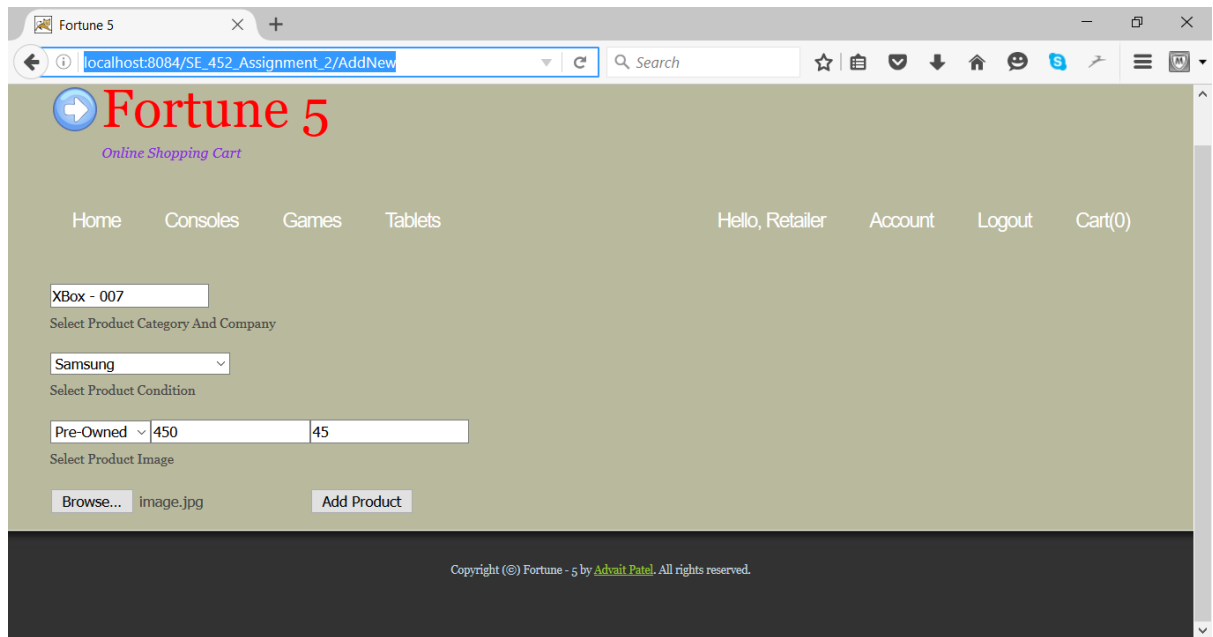 Fortune 5
localhost:8084/SE_452_Assignment_2/AddNew
Search
Fortune 5
Online Shopping Cart
Home Consoles Games Tablets Hello, Retailer Account Logout Cart(0)
XBox - 007
Select Product Category And Company
Samsung
Select Product Condition
Pre-Owned 450 45
Select Product Image
Browse... image.jpg Add Product
Copyright (©) Fortune - 5 by Advait Patel. All rights reserved.